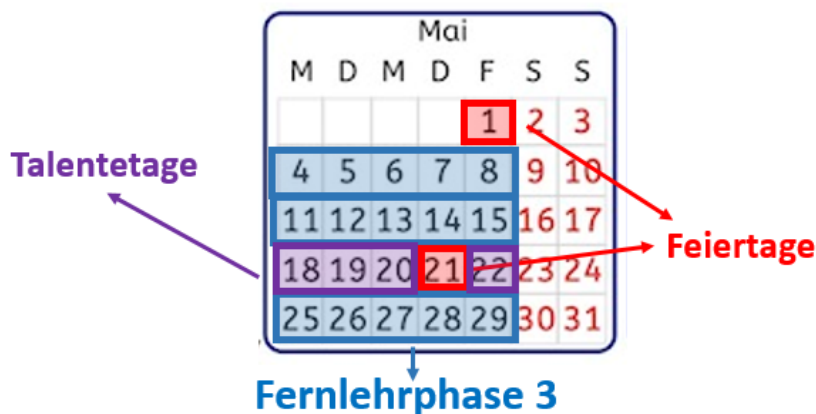 Mai
M D M D F S S
1 2 3
Talentetage
4 5 6 7 8 9 10
11 12 13 14 15 16 17
Feiertage
18 19 20 21 22 23 24
25 26 27 28 29 30 31
Fernlehrphase 3